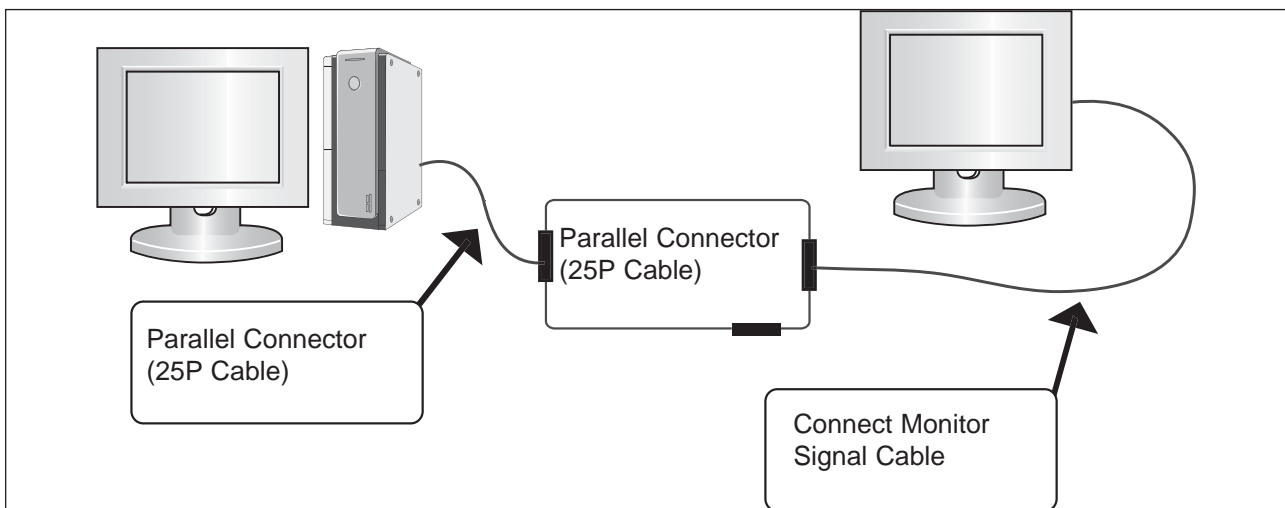 Parallel Connector
(25P Cable)
Parallel Connector
(25P Cable)
Connect Monitor
Signal Cable